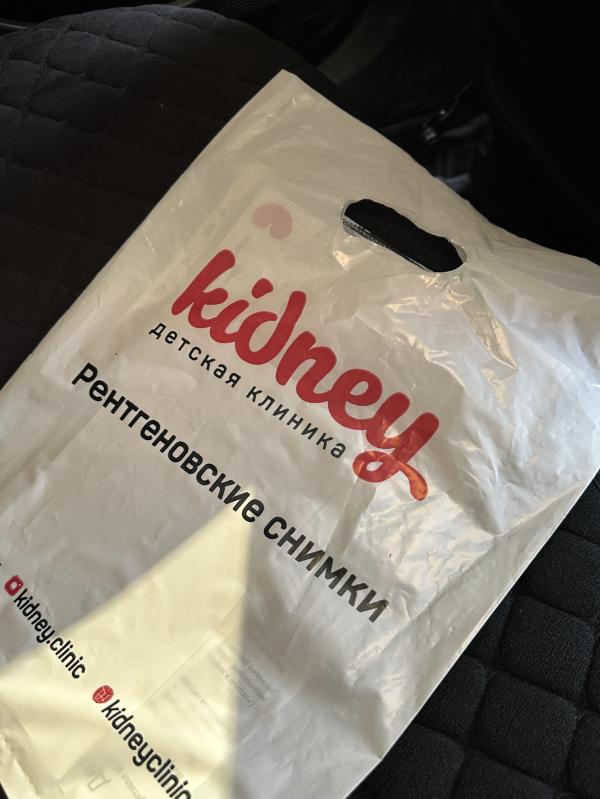 kidney
детская клиника
Рентгеновские снимки
kidney.clinic
kidneyclinic